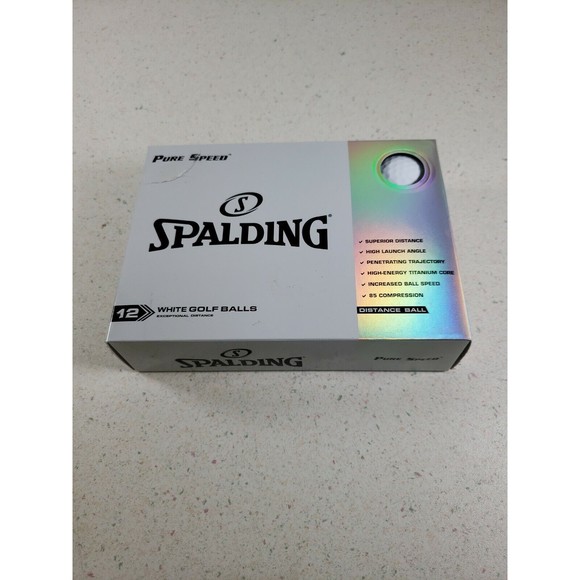 PURE SPEED™
S
SPALDING®
✓ SUPERIOR DISTANCE
✓ HIGH LAUNCH ANGLE
✓ PENETRATING TRAJECTORY
✓ HIGH-ENERGY TITANIUM CORE
✓ INCREASED BALL SPEED
✓ 85 COMPRESSION
DISTANCE BALL
12 WHITE GOLF BALLS
EXCEPTIONAL DISTANCE
S
SPALDING
PURE SPEED